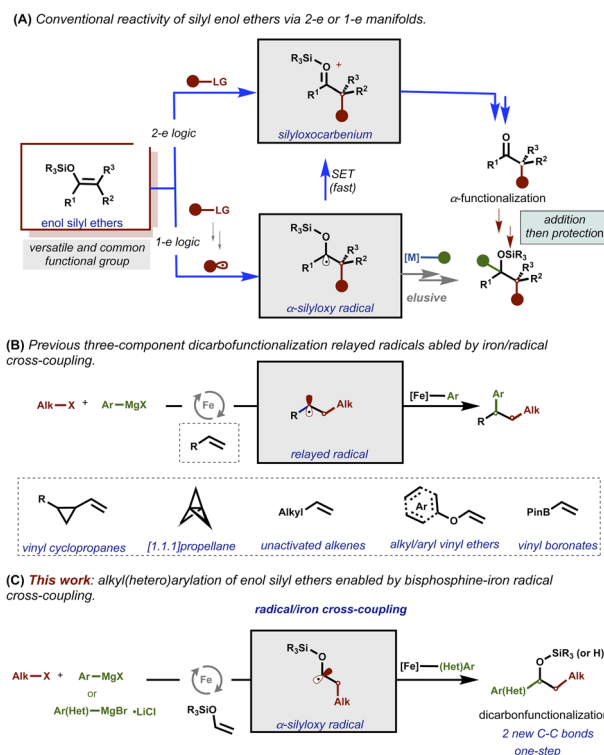 (A) Conventional reactivity of silyl enol ethers via 2-e or 1-e manifolds.
R₃Si
O
+
R³
R¹
R²
silyloxocarbenium
LG
2-e logic
R₃SiO
R³
R¹
R²
enol silyl ethers
versatile and common
functional group
1-e logic
LG
SET
(fast)
R₃Si
O
R³
R¹
R²
α-silyloxy radical
[M]
elusive
O
R³
R¹
R²
α-functionalization
addition
then protection
OSiR₃
R³
R¹
R²
(B) Previous three-component dicarbofunctionalization relayed radicals abled by iron/radical
cross-coupling.
Alk—X + Ar—MgX
Fe
R
R
Alk
relayed radical
[Fe]—Ar
Ar
R
Alk
R
vinyl cyclopropanes
[1.1.1]propellane
Alkyl
unactivated alkenes
Ar
O
alkyl/aryl vinyl ethers
PinB
vinyl boronates
(C) This work: alkyl(hetero)arylation of enol silyl ethers enabled by bisphosphine-iron radical
cross-coupling.
radical/iron cross-coupling
Alk—X + Ar—MgX
or
Ar(Het)—MgBr •LiCl
Fe
R₃SiO
R₃Si
O
Alk
α-silyloxy radical
[Fe]—(Het)Ar
O SiR₃ (or H)
Ar(Het)
Alk
dicarbonfunctionalization
2 new C-C bonds
one-step